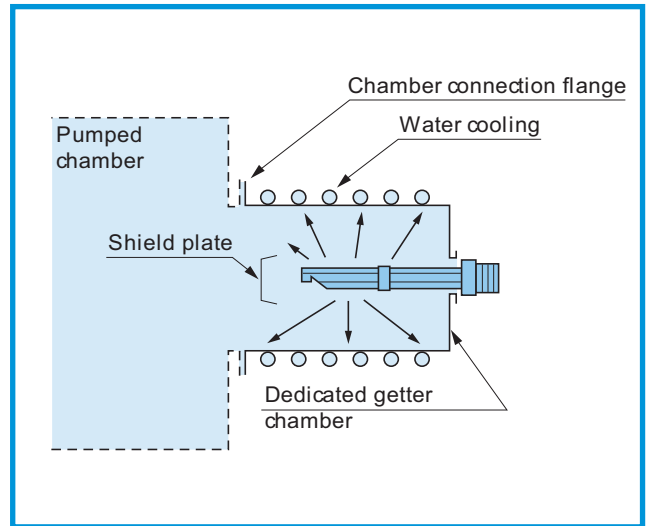 Chamber connection flange
Water cooling
Pumped
chamber
Shield plate
Dedicated getter
chamber